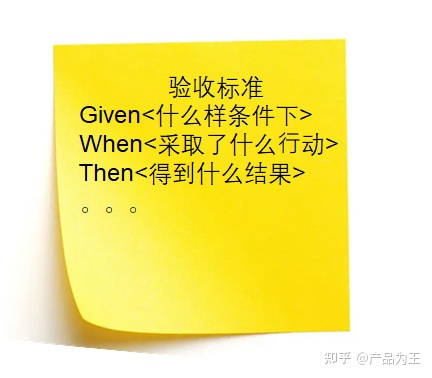 验收标准
Given<什么样条件下>
When<采取了什么行动>
Then<得到什么结果>
。。。
知乎 @产品为王